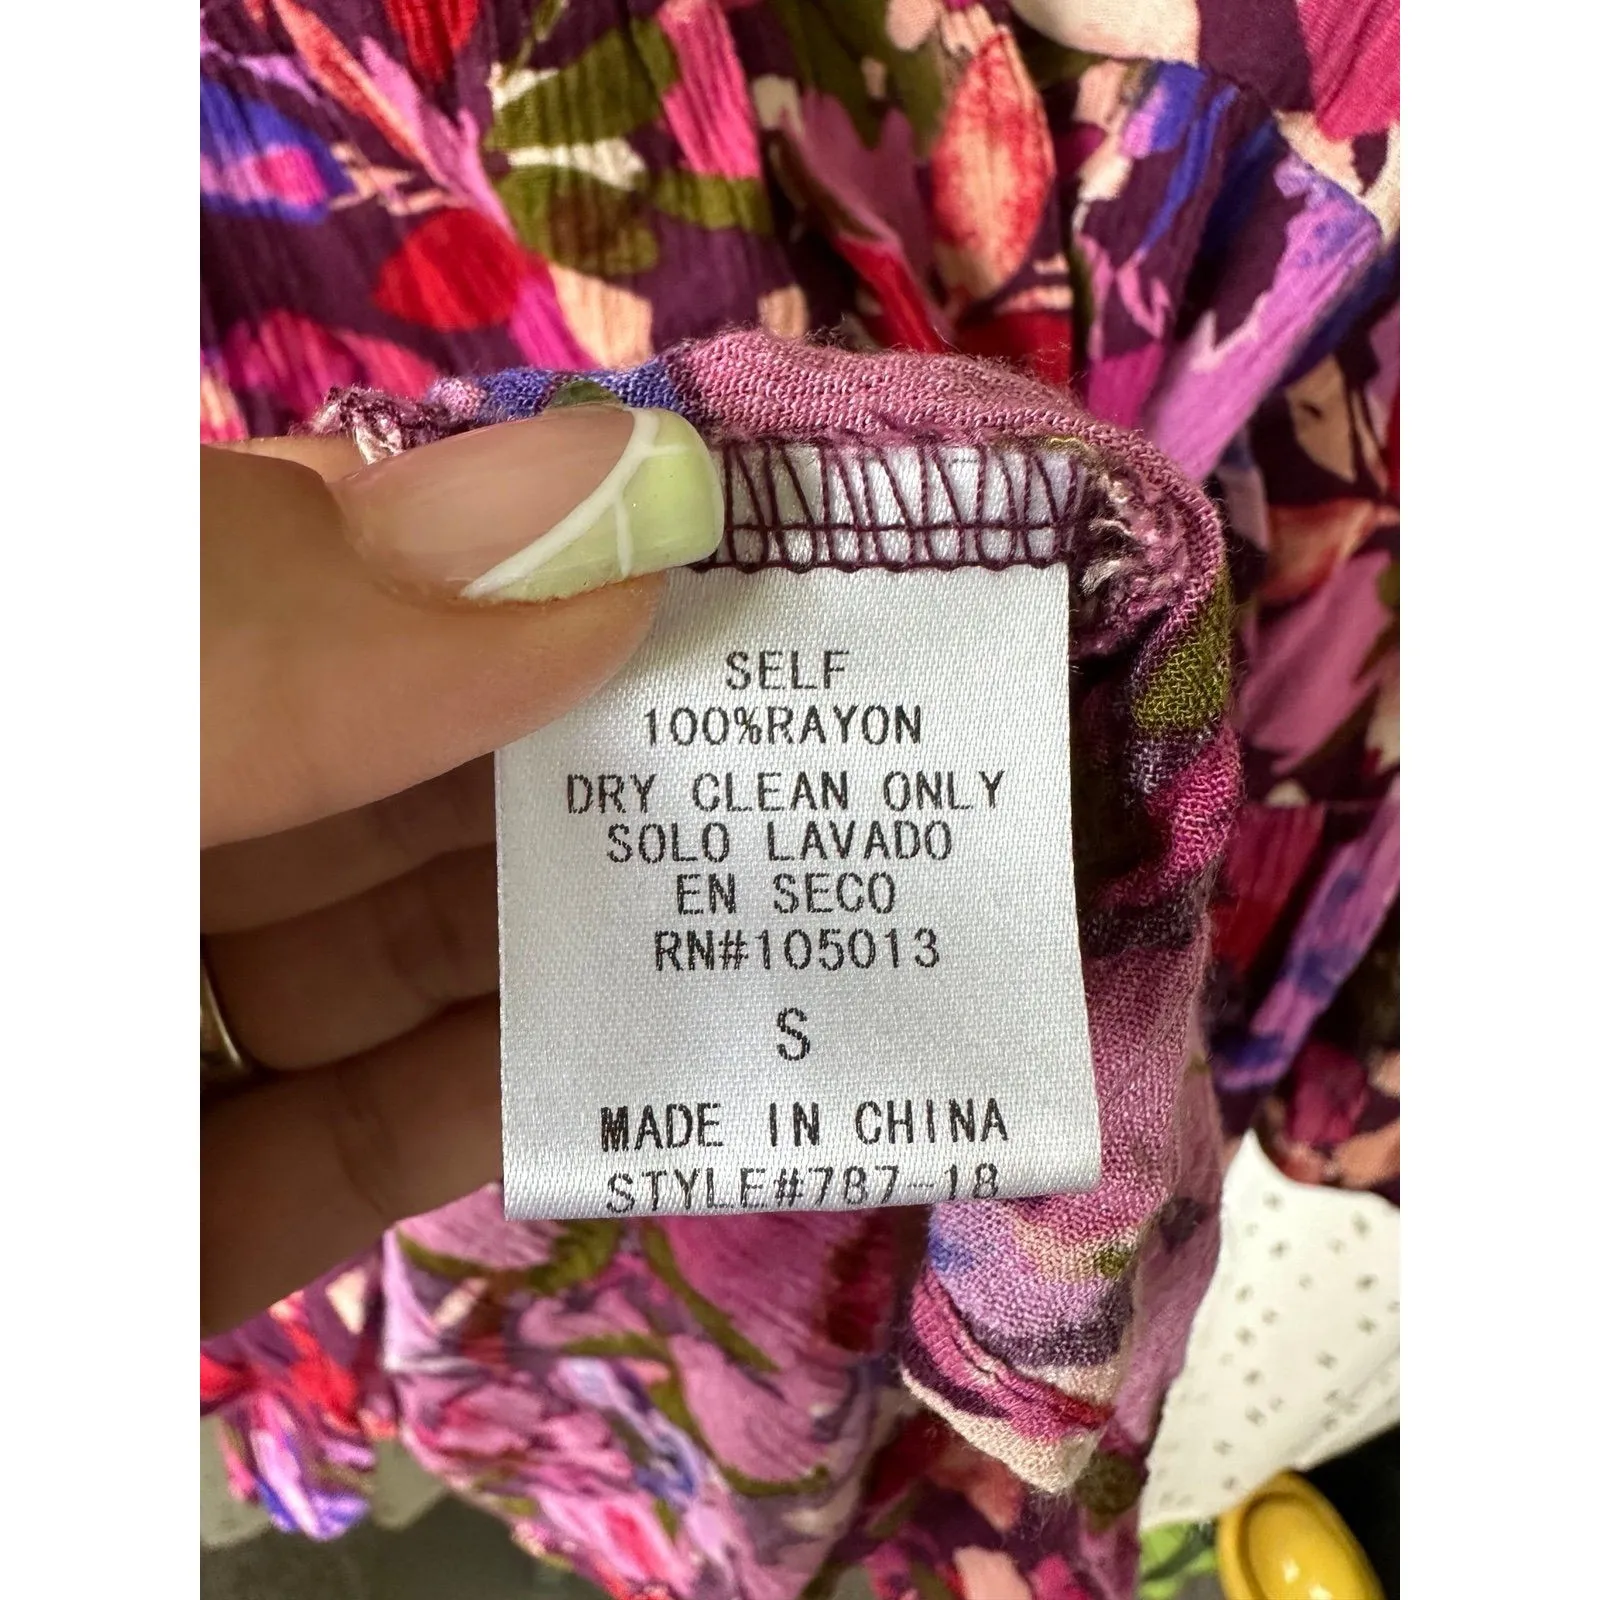 SELF
100%RAYON
DRY CLEAN ONLY
SOLO LAVADO
EN SECO
RN#105013
S
MADE IN CHINA
STYLE#787-18